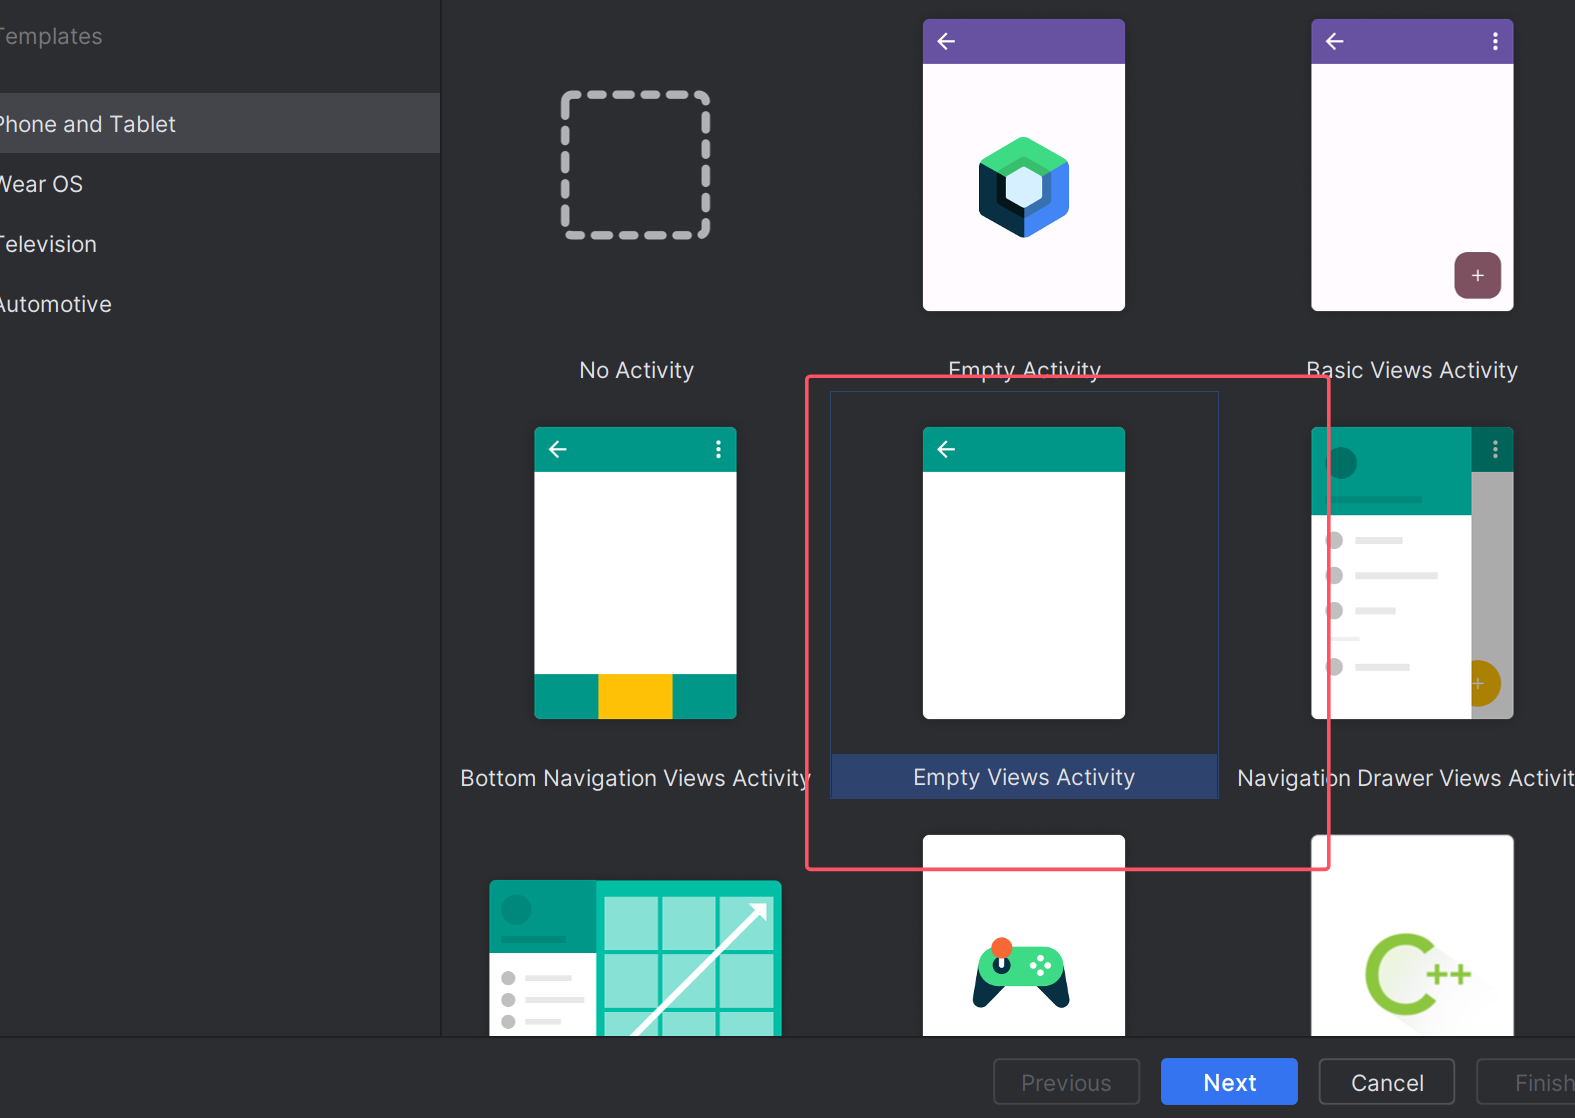 Templates
Phone and Tablet
Wear OS
Television
Automotive
No Activity
Empty Activity
Basic Views Activity
Bottom Navigation Views Activity
Empty Views Activity
Navigation Drawer Views Activit
C++
Previous
Next
Cancel
Finish